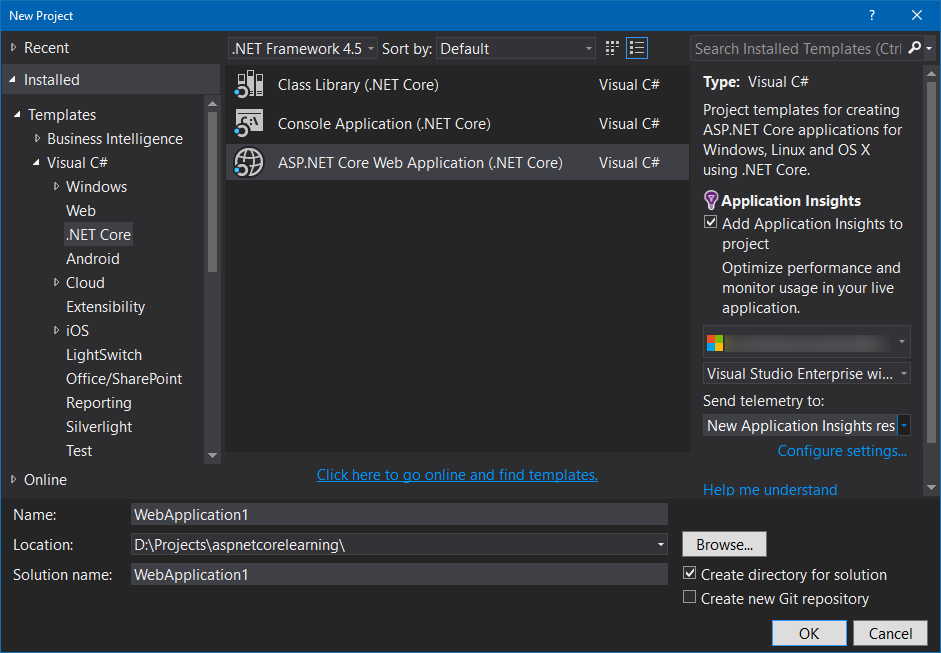 New Project
?
Recent
Installed
Templates
Business Intelligence
Visual C#
Windows
Web
.NET Core
Android
Cloud
Extensibility
iOS
LightSwitch
Office/SharePoint
Reporting
Silverlight
Test
Online
.NET Framework 4.5
Sort by:
Default
Class Library (.NET Core) Visual C#
Console Application (.NET Core) Visual C#
ASP.NET Core Web Application (.NET Core) Visual C#
Click here to go online and find templates.
Search Installed Templates (Ctrl
Type: Visual C#
Project templates for creating
ASP.NET Core applications for
Windows, Linux and OS X
using .NET Core.
Application Insights
Add Application Insights to
project
Optimize performance and
monitor usage in your live
application.
Visual Studio Enterprise wi...
Send telemetry to:
New Application Insights res
Configure settings...
Help me understand
Name: WebApplication1
Location: D:\Projects\aspnetcorelearning\
Browse...
Solution name: WebApplication1
Create directory for solution
Create new Git repository
OK
Cancel